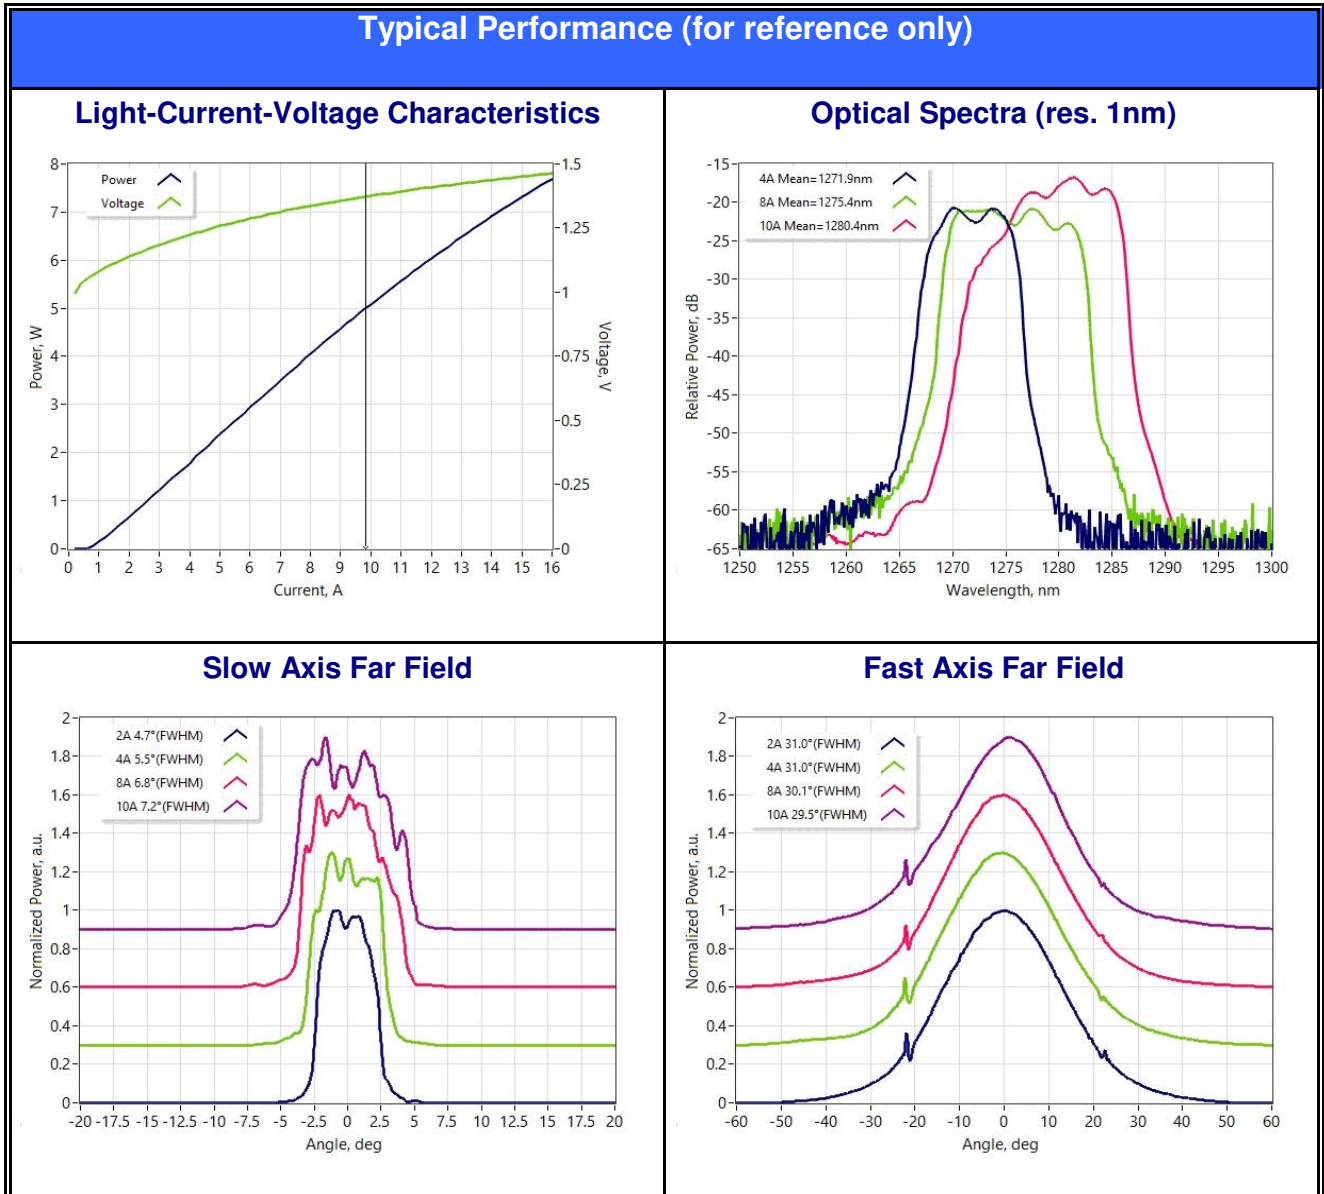 Typical Performance (for reference only)
Light-Current-Voltage Characteristics
Power
Voltage
8
7
6
5
4
3
2
1
0
Power, W
1.5
1.25
1
0.75
0.5
0.25
0
Voltage, V
0 1 2 3 4 5 6 7 8 9 10 11 12 13 14 15 16
Current, A
Optical Spectra (res. 1nm)
4A Mean=1271.9nm
8A Mean=1275.4nm
10A Mean=1280.4nm
-15
-20
-25
-30
-35
-40
-45
-50
-55
-60
-65
Relative Power, dB
1250 1255 1260 1265 1270 1275 1280 1285 1290 1295 1300
Wavelength, nm
Slow Axis Far Field
2A 4.7°(FWHM)
4A 5.5°(FWHM)
8A 6.8°(FWHM)
10A 7.2°(FWHM)
2
1.8
1.6
1.4
1.2
1
0.8
0.6
0.4
0.2
0
Normalized Power, a.u.
-20 -17.5 -15 -12.5 -10 -7.5 -5 -2.5 0 2.5 5 7.5 10 12.5 15 17.5 20
Angle, deg
Fast Axis Far Field
2A 31.0°(FWHM)
4A 31.0°(FWHM)
8A 30.1°(FWHM)
10A 29.5°(FWHM)
2
1.8
1.6
1.4
1.2
1
0.8
0.6
0.4
0.2
0
Normalized Power, a.u.
-60 -50 -40 -30 -20 -10 0 10 20 30 40 50 60
Angle, deg